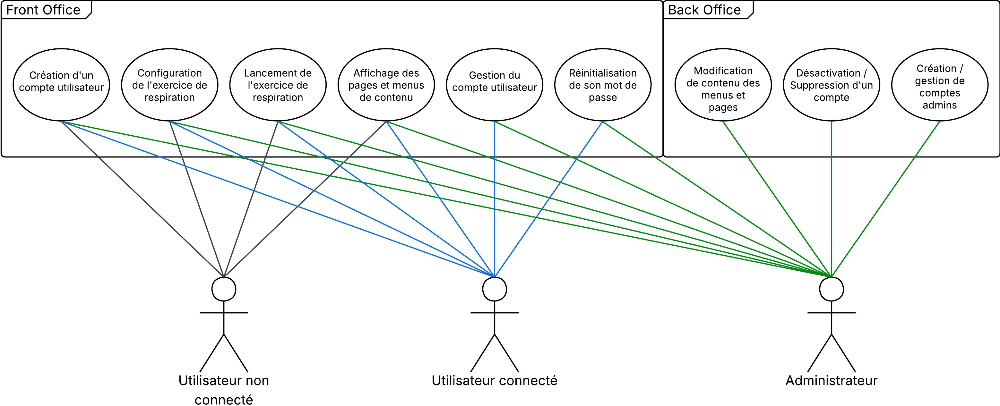 Front Office
Back Office
Création d'un
compte utilisateur
Configuration
de l'exercice de
respiration
Lancement de
l'exercice de
respiration
Affichage des
pages et menus
de contenu
Gestion du
compte utilisateur
Réinitialisation
de son mot de
passe
Modification
de contenu des
menus et
pages
Désactivation /
Suppression d'un
compte
Création /
gestion de
comptes
admins
Utilisateur non
connecté
Utilisateur connecté
Administrateur